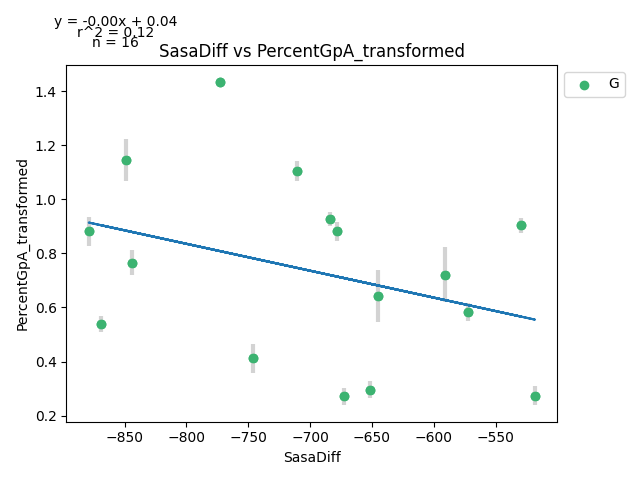 y = -0.00x + 0.04
r^2 = 0.12
n = 16
SasaDiff vs PercentGpA_transformed
G
PercentGpA_transformed
1.4
1.2
1.0
0.8
0.6
0.4
0.2
−850
−800
−750
−700
−650
−600
−550
SasaDiff